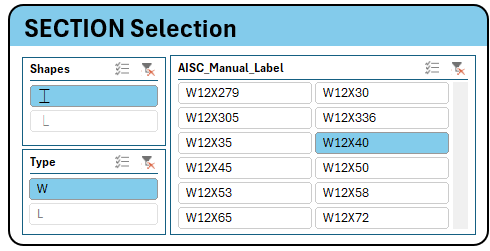 SECTION Selection
Shapes
I
L
Type
W
L
AISC_Manual_Label
W12X279 W12X30
W12X305 W12X336
W12X35 W12X40
W12X45 W12X50
W12X53 W12X58
W12X65 W12X72